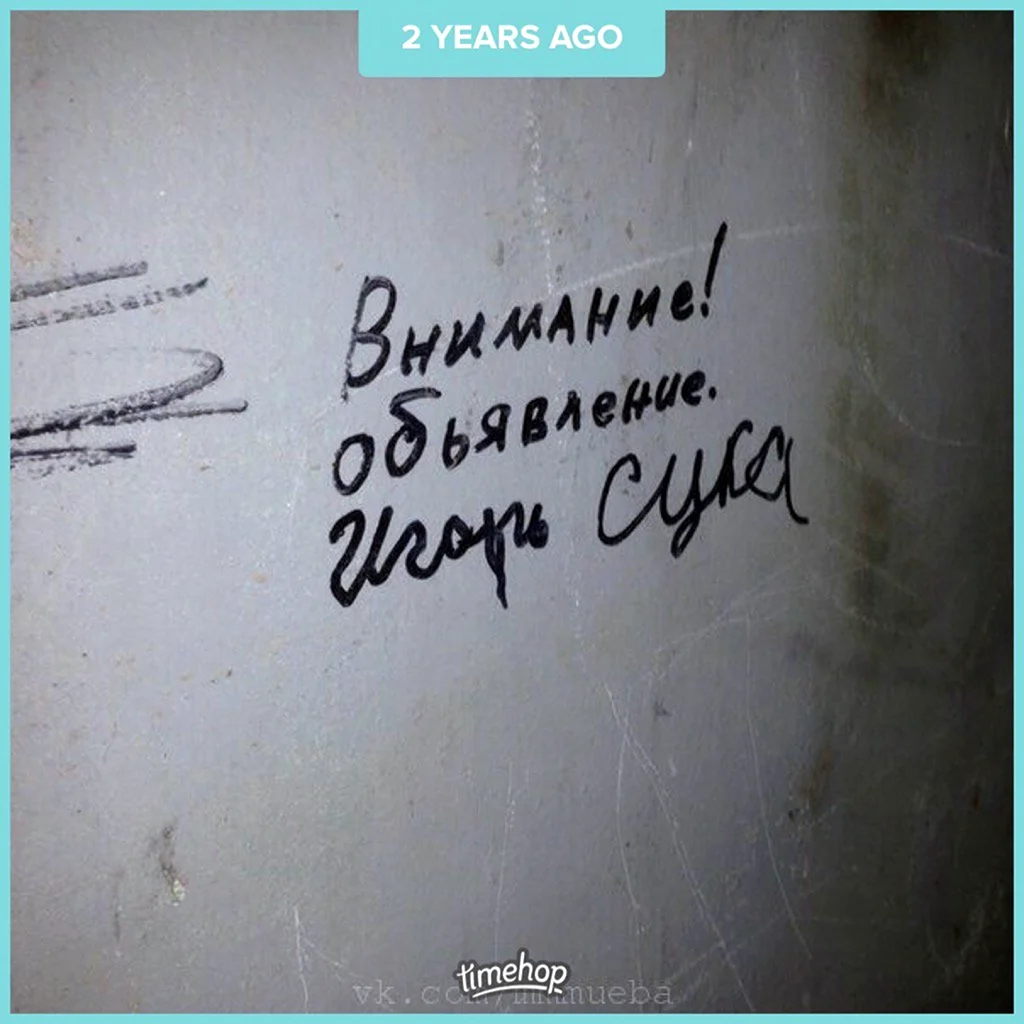 2 YEARS AGO
Внимание!
обьявление.
Игорь Сука
timehop